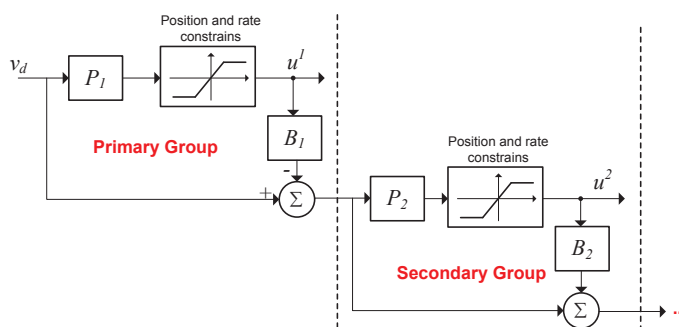 Position and rate
constrains
v_d
P_1
u^1
B_1
Primary Group
-
+
Σ
Position and rate
constrains
P_2
u^2
B_2
Secondary Group
Σ
..